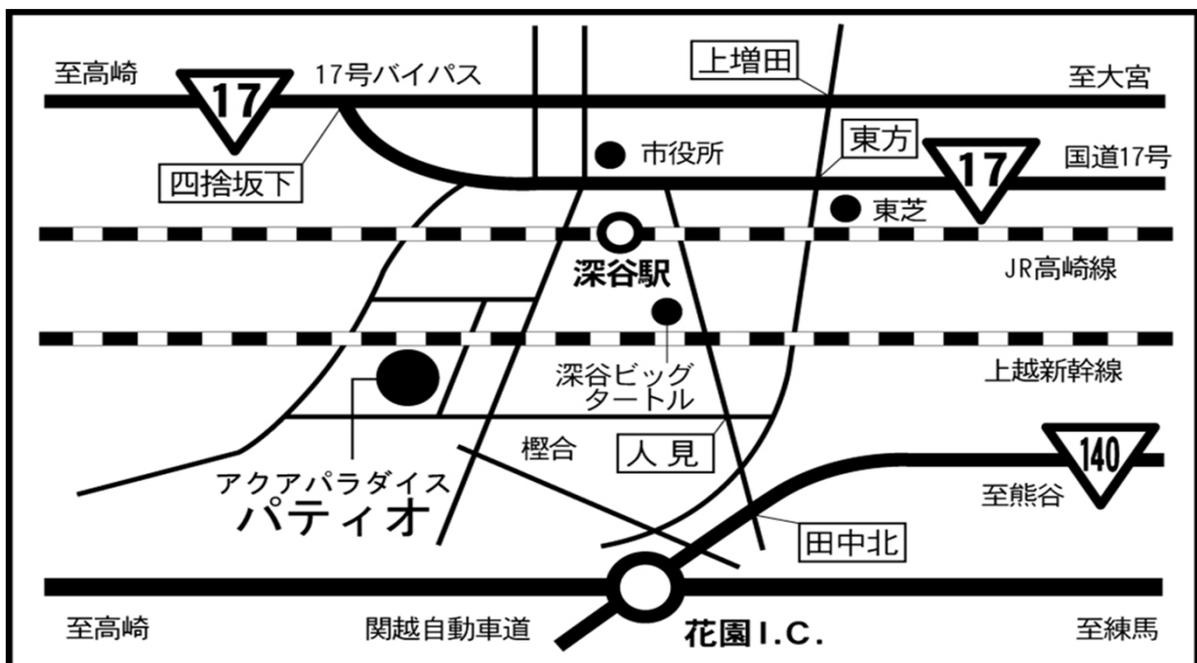 上増田
至高崎
17
17号バイパス
至大宮
市役所
東方
17
国道17号
四捨坂下
東芝
深谷駅
JR高崎線
深谷ビッグ
タートル
上越新幹線
樫合
人見
140
アクアパラダイス
パティオ
至熊谷
田中北
至高崎
関越自動車道
花園I.C.
至練馬